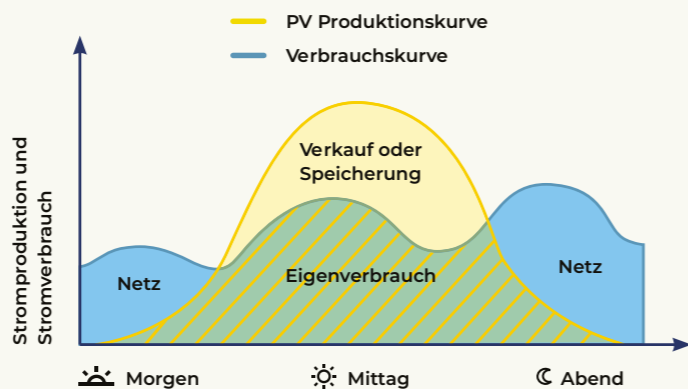 PV Produktionskurve
Verbrauchskurve
Stromproduktion und
Stromverbrauch
Verkauf oder
Speicherung
Netz
Eigenverbrauch
Netz
Morgen
Mittag
Abend